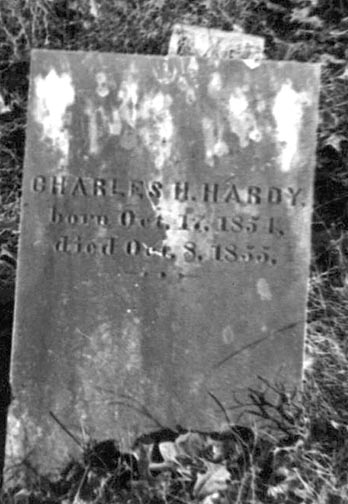 CHARLES H. HARDY.
born Oct. 17, 1854,
died Oct. 8, 1855,